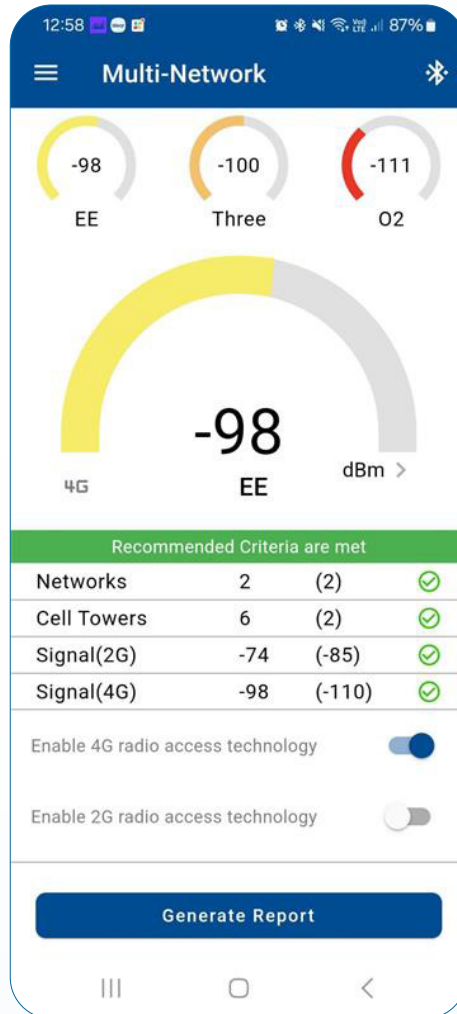 12:58 87%
Multi-Network
-98 -100 -111
EE Three O2
-98
4G EE dBm >
Recommended Criteria are met
Networks 2 (2)
Cell Towers 6 (2)
Signal(2G) -74 (-85)
Signal(4G) -98 (-110)
Enable 4G radio access technology
Enable 2G radio access technology
Generate Report